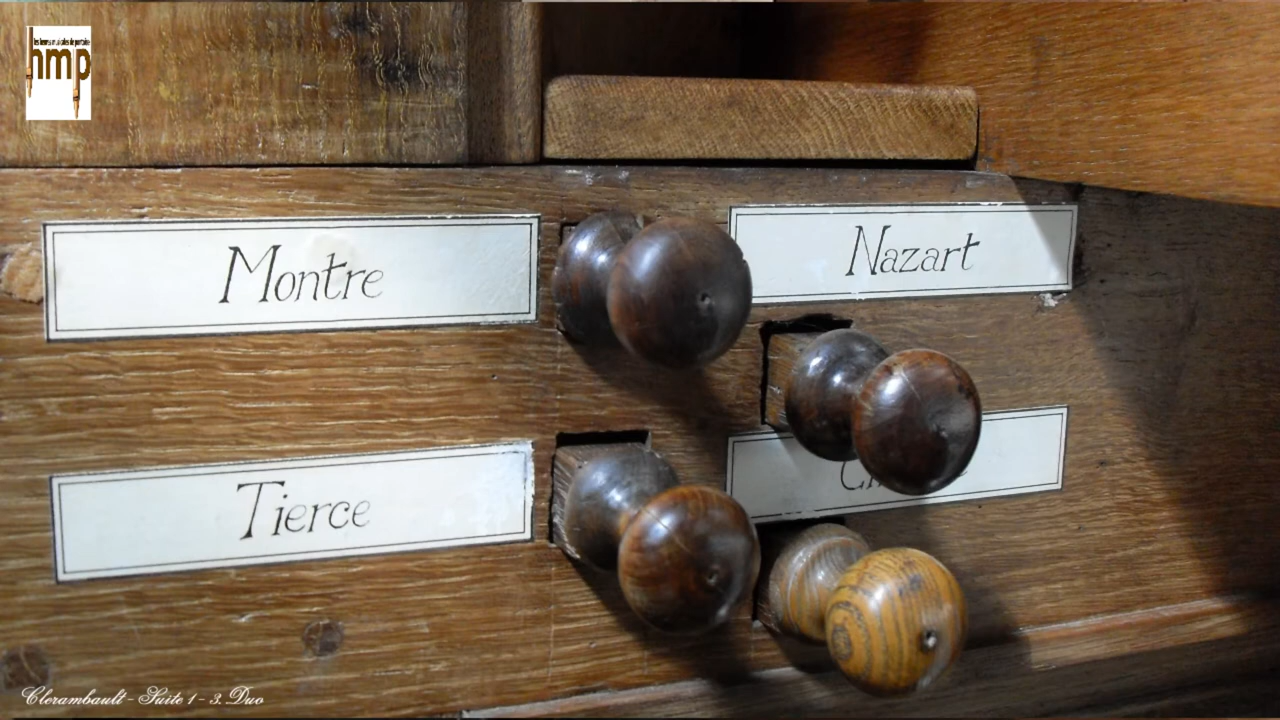 hmp
Montre
Nazart
Tierce
Clerambault - Suite 1 - 3. Duo